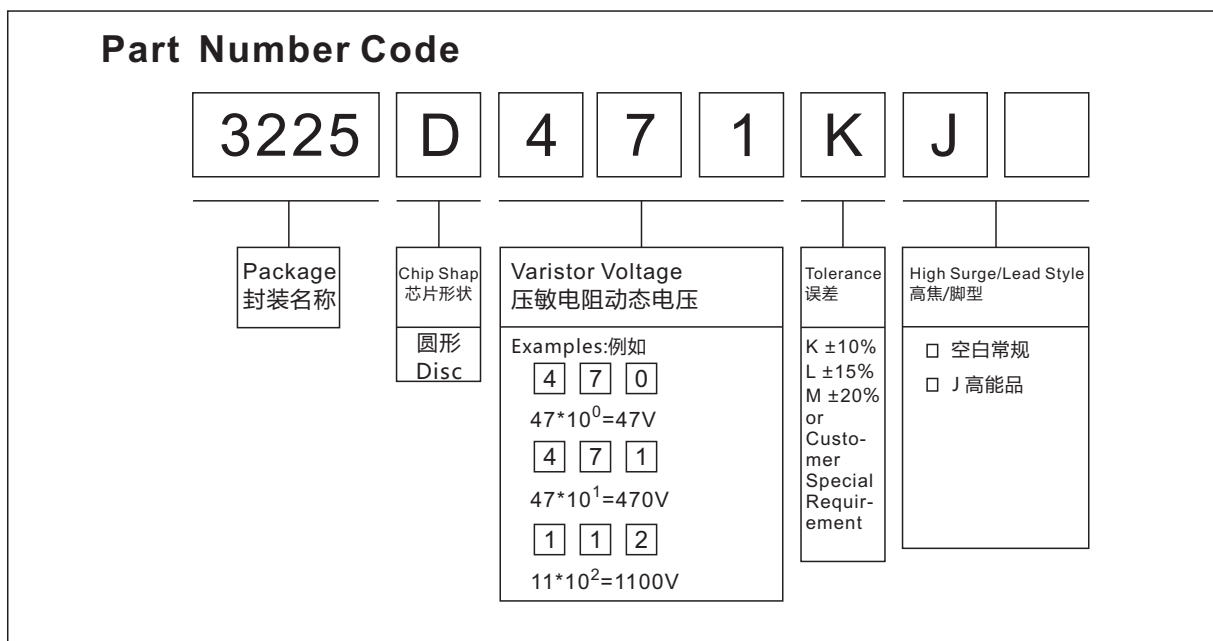 Part Number Code
3225 D 4 7 1 K J
Package
封装名称
Chip Shap
芯片形状
圆形
Disc
Varistor Voltage
压敏电阻动态电压
Examples:例如
4 7 0
47*10⁰=47V
4 7 1
47*10¹=470V
1 1 2
11*10²=1100V
Tolerance
误差
K ±10%
L ±15%
M ±20%
or
Custo-
mer
Special
Requir-
ement
High Surge/Lead Style
高焦/脚型
□ 空白常规
□ J 高能品